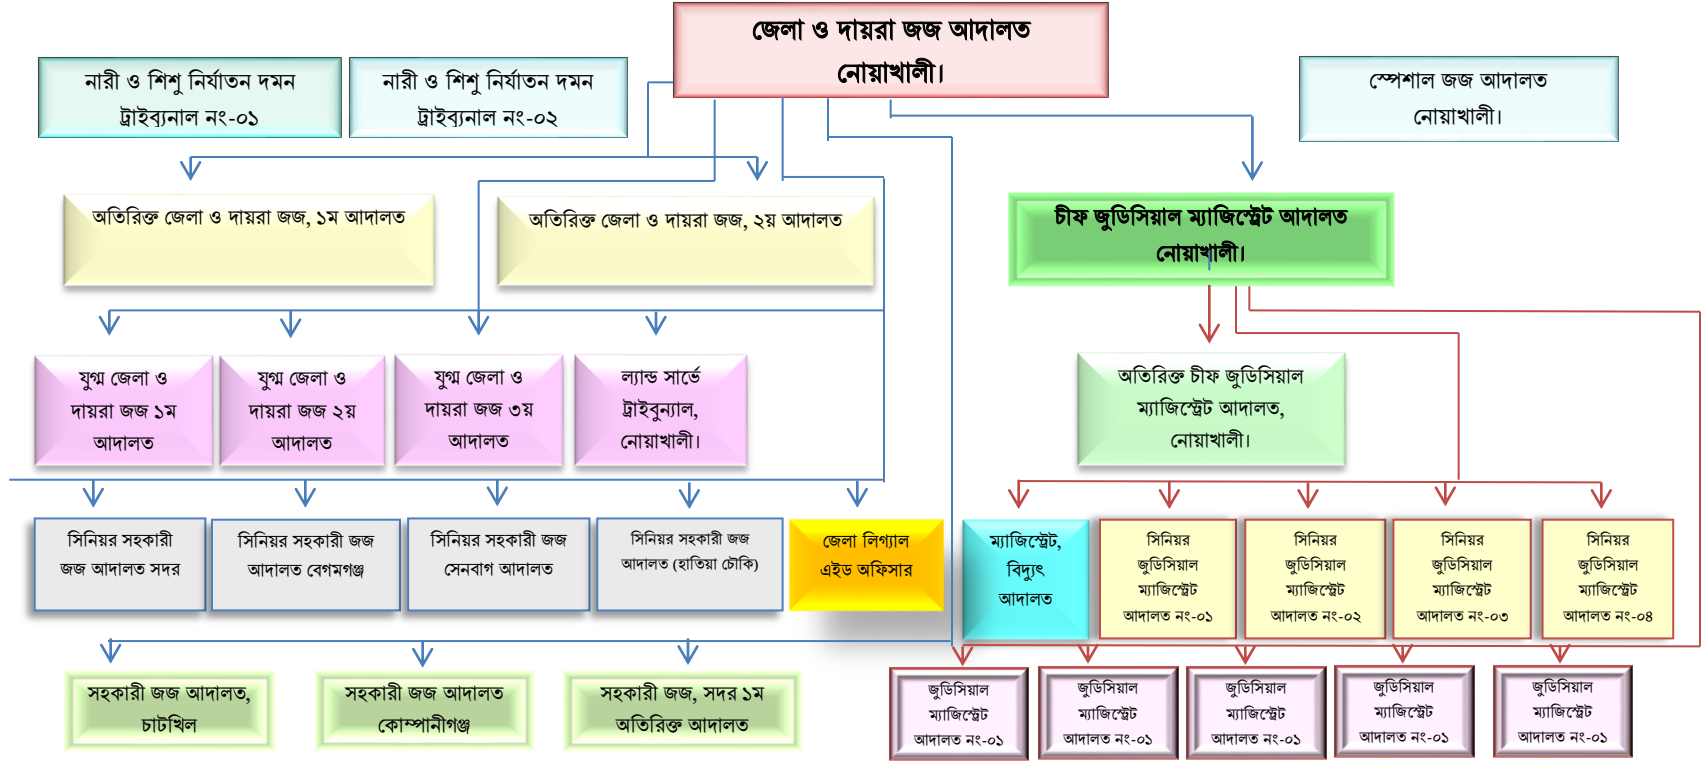 জেলা ও দায়রা জজ আদালত
নোয়াখালী।
নারী ও শিশু নির্যাতন দমন
ট্রাইব্যনাল নং-০১
নারী ও শিশু নির্যাতন দমন
ট্রাইব্যনাল নং-০২
স্পেশাল জজ আদালত
নোয়াখালী।
অতিরিক্ত জেলা ও দায়রা জজ, ১ম আদালত
অতিরিক্ত জেলা ও দায়রা জজ, ২য় আদালত
চীফ জুডিসিয়াল ম্যাজিস্ট্রেট আদালত
নোয়াখালী।
যুগ্ম জেলা ও
দায়রা জজ ১ম
আদালত
যুগ্ম জেলা ও
দায়রা জজ ২য়
আদালত
যুগ্ম জেলা ও
দায়রা জজ ৩য়
আদালত
ল্যান্ড সার্ভে
ট্রাইবুন্যাল,
নোয়াখালী।
অতিরিক্ত চীফ জুডিসিয়াল
ম্যাজিস্ট্রেট আদালত,
নোয়াখালী।
সিনিয়র সহকারী
জজ আদালত সদর
সিনিয়র সহকারী জজ
আদালত বেগমগঞ্জ
সিনিয়র সহকারী জজ
সেনবাগ আদালত
সিনিয়র সহকারী জজ
আদালত (হাতিয়া চৌকি)
জেলা লিগ্যাল
এইড অফিসার
ম্যাজিস্ট্রেট,
বিদ্যুৎ
আদালত
সিনিয়র
জুডিসিয়াল
ম্যাজিস্ট্রেট
আদালত নং-০১
সিনিয়র
জুডিসিয়াল
ম্যাজিস্ট্রেট
আদালত নং-০২
সিনিয়র
জুডিসিয়াল
ম্যাজিস্ট্রেট
আদালত নং-০৩
সিনিয়র
জুডিসিয়াল
ম্যাজিস্ট্রেট
আদালত নং-০৪
সহকারী জজ আদালত,
চাটখিল
সহকারী জজ আদালত
কোম্পানীগঞ্জ
সহকারী জজ, সদর ১ম
অতিরিক্ত আদালত
জুডিসিয়াল
ম্যাজিস্ট্রেট
আদালত নং-০১
জুডিসিয়াল
ম্যাজিস্ট্রেট
আদালত নং-০১
জুডিসিয়াল
ম্যাজিস্ট্রেট
আদালত নং-০১
জুডিসিয়াল
ম্যাজিস্ট্রেট
আদালত নং-০১
জুডিসিয়াল
ম্যাজিস্ট্রেট
আদালত নং-০১